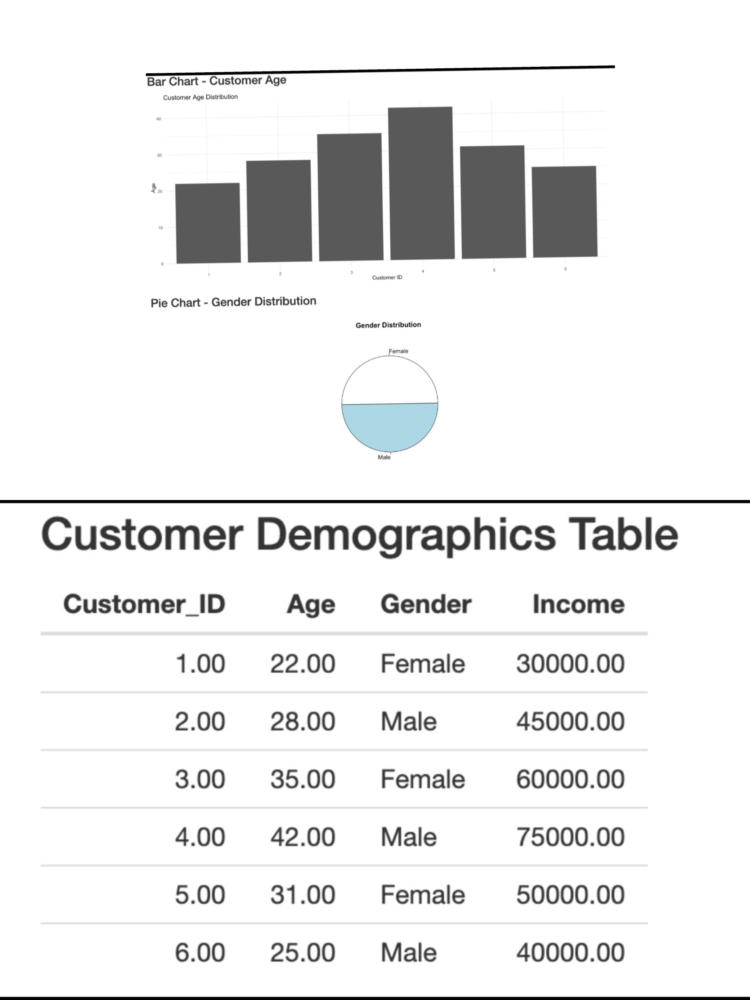 Bar Chart - Customer Age
Customer Age Distribution
40
30
20
10
0
Age
1 2 3 4 5 6
Customer ID
Pie Chart - Gender Distribution
Gender Distribution
Female
Male
Customer Demographics Table
Customer_ID Age Gender Income
1.00 22.00 Female 30000.00
2.00 28.00 Male 45000.00
3.00 35.00 Female 60000.00
4.00 42.00 Male 75000.00
5.00 31.00 Female 50000.00
6.00 25.00 Male 40000.00